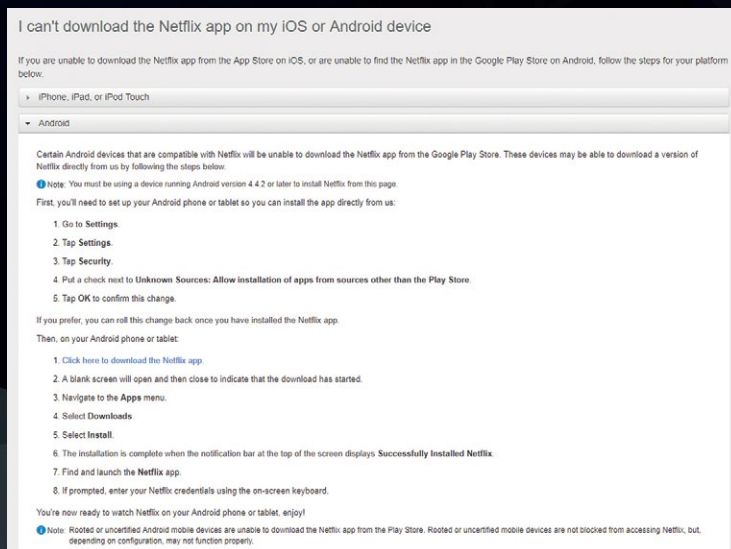 I can't download the Netflix app on my iOS or Android device
If you are unable to download the Netflix app from the App Store on iOS, or are unable to find the Netflix app in the Google Play Store on Android, follow the steps for your platform
below.
iPhone, iPad, or iPod Touch
Android
Certain Android devices that are compatible with Netflix will be unable to download the Netflix app from the Google Play Store. These devices may be able to download a version of
Netflix directly from us by following the steps below.
Note: You must be using a device running Android version 4.4.2 or later to install Netflix from this page.
First, you'll need to set up your Android phone or tablet so you can install the app directly from us:
1. Go to Settings.
2. Tap Settings.
3. Tap Security.
4. Put a check next to Unknown Sources: Allow installation of apps from sources other than the Play Store.
5. Tap OK to confirm this change.
If you prefer, you can roll this change back once you have installed the Netflix app.
Then, on your Android phone or tablet:
1. Click here to download the Netflix app.
2. A blank screen will open and then close to indicate that the download has started.
3. Navigate to the Apps menu.
4. Select Downloads.
5. Select Install.
6. The installation is complete when the notification bar at the top of the screen displays Successfully Installed Netflix.
7. Find and launch the Netflix app.
8. If prompted, enter your Netflix credentials using the on-screen keyboard.
You're now ready to watch Netflix on your Android phone or tablet, enjoy!
Note: Rooted or uncertified Android mobile devices are unable to download the Netflix app from the Play Store. Rooted or uncertified mobile devices are not blocked from accessing Netflix, but,
depending on configuration, may not function properly.